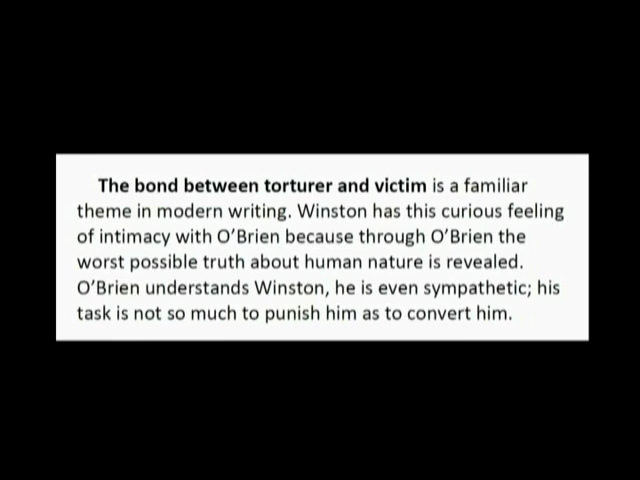 The bond between torturer and victim is a familiar
theme in modern writing. Winston has this curious feeling
of intimacy with O’Brien because through O’Brien the
worst possible truth about human nature is revealed.
O’Brien understands Winston, he is even sympathetic; his
task is not so much to punish him as to convert him.